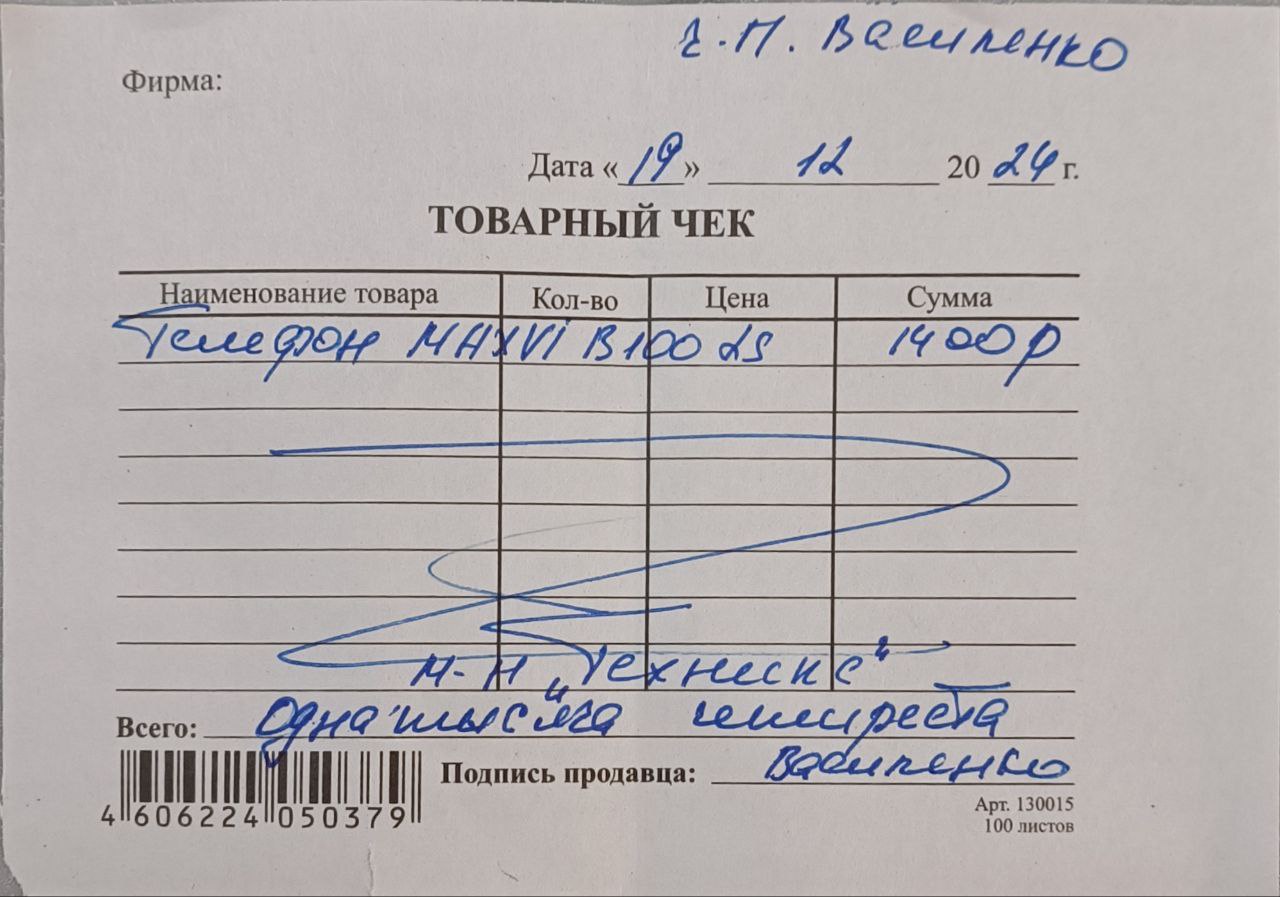 Ч.П. Василенко
Фирма:
Дата «19» 12 2024 г.
ТОВАРНЫЙ ЧЕК
Наименование товара Кол-во Цена Сумма
Телефон MAXVi B100 ds 1400р
м-н „Техникс“
Всего: Одна тысяча четыреста
Подпись продавца: Василенко
4 606224 050379
Арт. 130015
100 листов